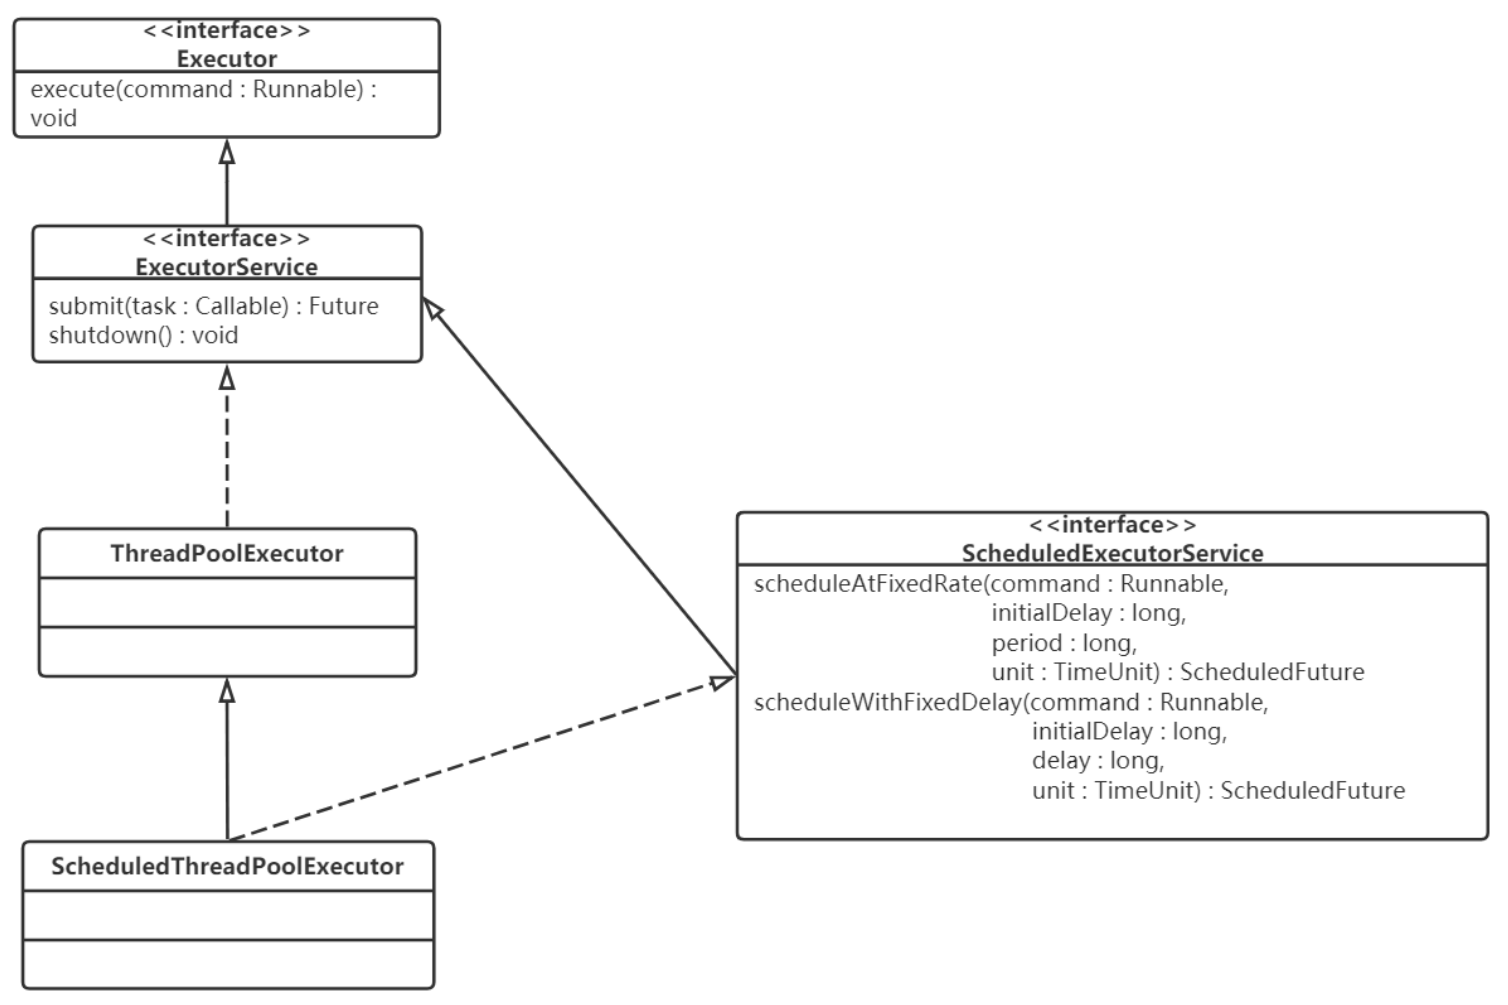 <<interface>>
Executor
execute(command : Runnable) :
void
<<interface>>
ExecutorService
submit(task : Callable) : Future
shutdown() : void
ThreadPoolExecutor
<<interface>>
ScheduledExecutorService
scheduleAtFixedRate(command : Runnable,
initialDelay : long,
period : long,
unit : TimeUnit) : ScheduledFuture
scheduleWithFixedDelay(command : Runnable,
initialDelay : long,
delay : long,
unit : TimeUnit) : ScheduledFuture
ScheduledThreadPoolExecutor